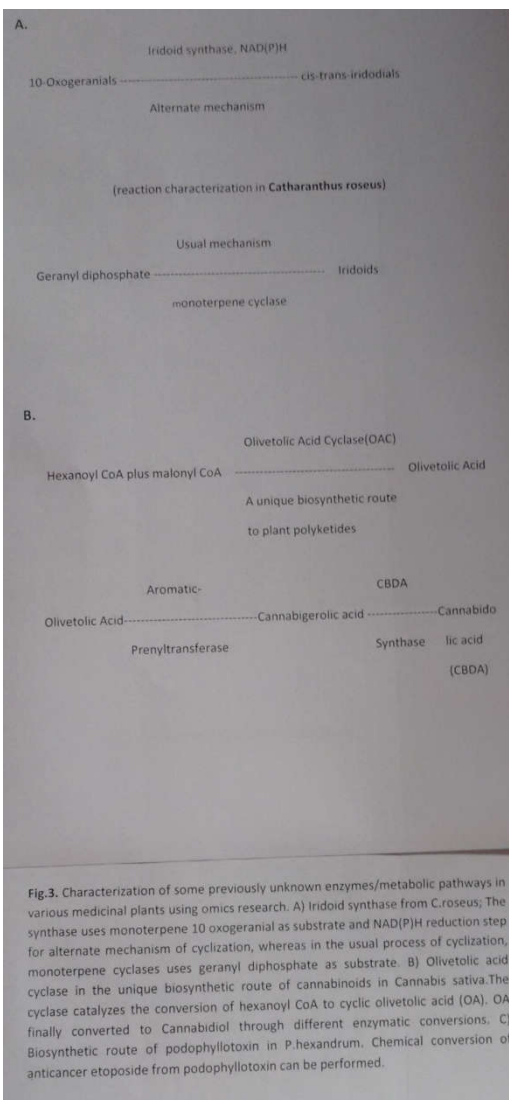 A.
Iridoid synthase, NAD(P)H
10-Oxogeranials ---------------------------------------- cis-trans-iridodials
Alternate mechanism
(reaction characterization in Catharanthus roseus)
Usual mechanism
Geranyl diphosphate ---------------------------------------- Iridoids
monoterpene cyclase
B.
Olivetolic Acid Cyclase(OAC)
Hexanoyl CoA plus malonyl CoA ---------------------------------------- Olivetolic Acid
A unique biosynthetic route
to plant polyketides
Aromatic- CBDA
Olivetolic Acid------------------------------Cannabigerolic acid ---------------Cannabido
Prenyltransferase Synthase lic acid
(CBDA)
Fig.3. Characterization of some previously unknown enzymes/metabolic pathways in
various medicinal plants using omics research. A) Iridoid synthase from C.roseus; The
synthase uses monoterpene 10 oxogeranial as substrate and NAD(P)H reduction step
for alternate mechanism of cyclization, whereas in the usual process of cyclization,
monoterpene cyclases uses geranyl diphosphate as substrate. B) Olivetolic acid
cyclase in the unique biosynthetic route of cannabinoids in Cannabis sativa.The
cyclase catalyzes the conversion of hexanoyl CoA to cyclic olivetolic acid (OA). OA
finally converted to Cannabidiol through different enzymatic conversions. C)
Biosynthetic route of podophyllotoxin in P.hexandrum. Chemical conversion of
anticancer etoposide from podophyllotoxin can be performed.